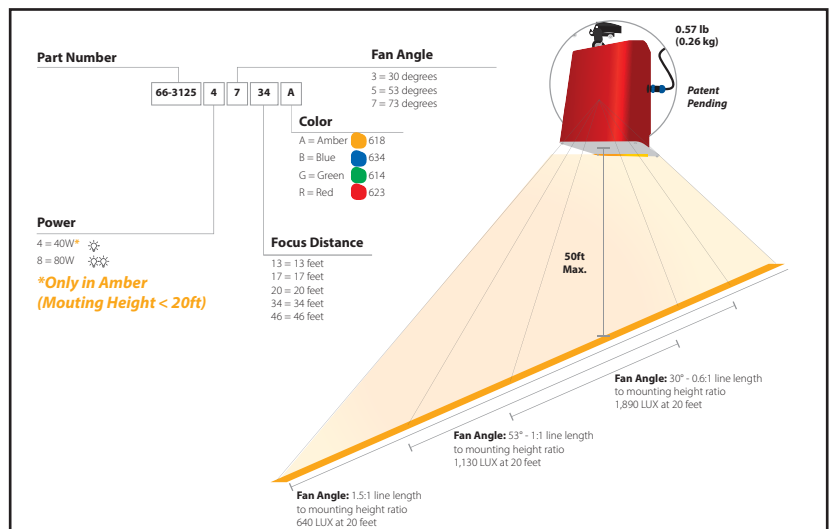 Part Number
66-3125 4 7 34 A
Fan Angle
3 = 30 degrees
5 = 53 degrees
7 = 73 degrees
Color
A = Amber 618
B = Blue 634
G = Green 614
R = Red 623
Power
4 = 40W*
8 = 80W
*Only in Amber
(Mouting Height < 20ft)
Focus Distance
13 = 13 feet
17 = 17 feet
20 = 20 feet
34 = 34 feet
46 = 46 feet
0.57 lb
(0.26 kg)
Patent
Pending
50ft
Max.
Fan Angle: 30° - 0.6:1 line length
to mounting height ratio
1,890 LUX at 20 feet
Fan Angle: 53° - 1:1 line length
to mounting height ratio
1,130 LUX at 20 feet
Fan Angle: 1.5:1 line length
to mounting height ratio
640 LUX at 20 feet